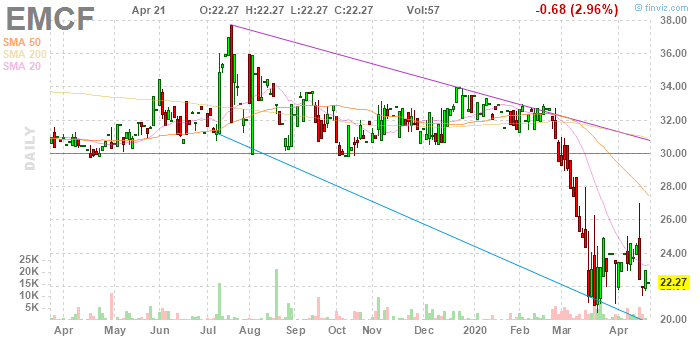 EMCF Apr 21 O:22.27 H:22.27 L:22.27 C:22.27 Vol:57 -0.68 (2.96%)
© finviz.com
SMA 50
SMA 200
SMA 20
DAILY
38.00
36.00
34.00
32.00
30.00
28.00
26.00
24.00
22.27
20.00
25K
20K
15K
10K
5K
Apr May Jun Jul Aug Sep Oct Nov Dec 2020 Feb Mar Apr